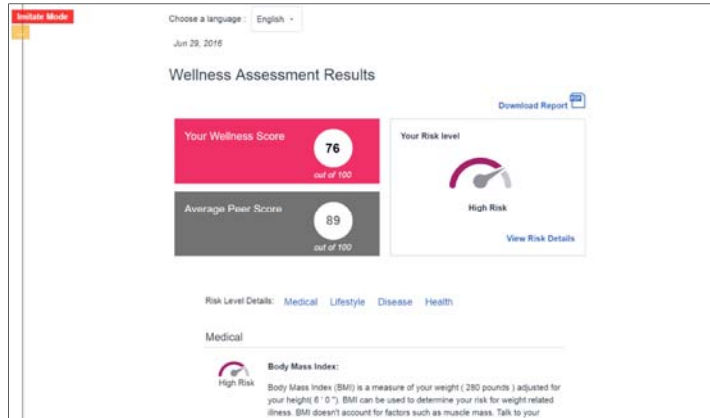 Imitate Mode
Choose a language : English
Jun 29, 2016
Wellness Assessment Results
Download Report
Your Wellness Score
76
out of 100
Average Peer Score
89
out of 100
Your Risk level
High Risk
View Risk Details
Risk Level Details: Medical Lifestyle Disease Health
Medical
High Risk
Body Mass Index:
Body Mass Index (BMI) is a measure of your weight ( 280 pounds ) adjusted for
your height( 6 ' 0 "). BMI can be used to determine your risk for weight related
illness. BMI doesn't account for factors such as muscle mass. Talk to your